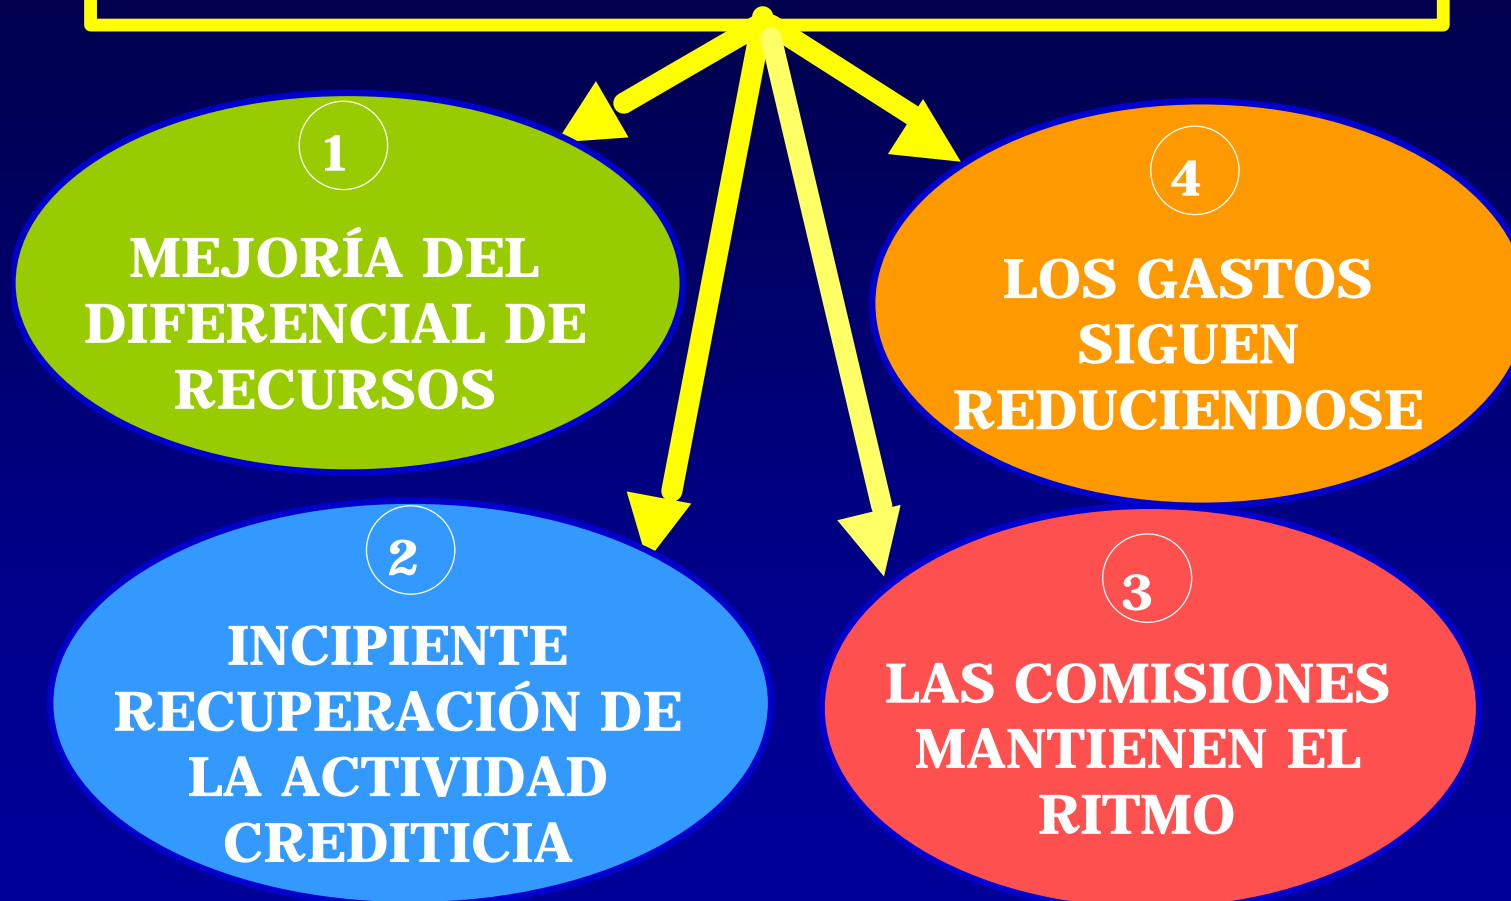 1
MEJORÍA DEL
DIFERENCIAL DE
RECURSOS
2
INCIPIENTE
RECUPERACIÓN DE
LA ACTIVIDAD
CREDITICIA
3
LAS COMISIONES
MANTIENEN EL
RITMO
4
LOS GASTOS
SIGUEN
REDUCIENDOSE